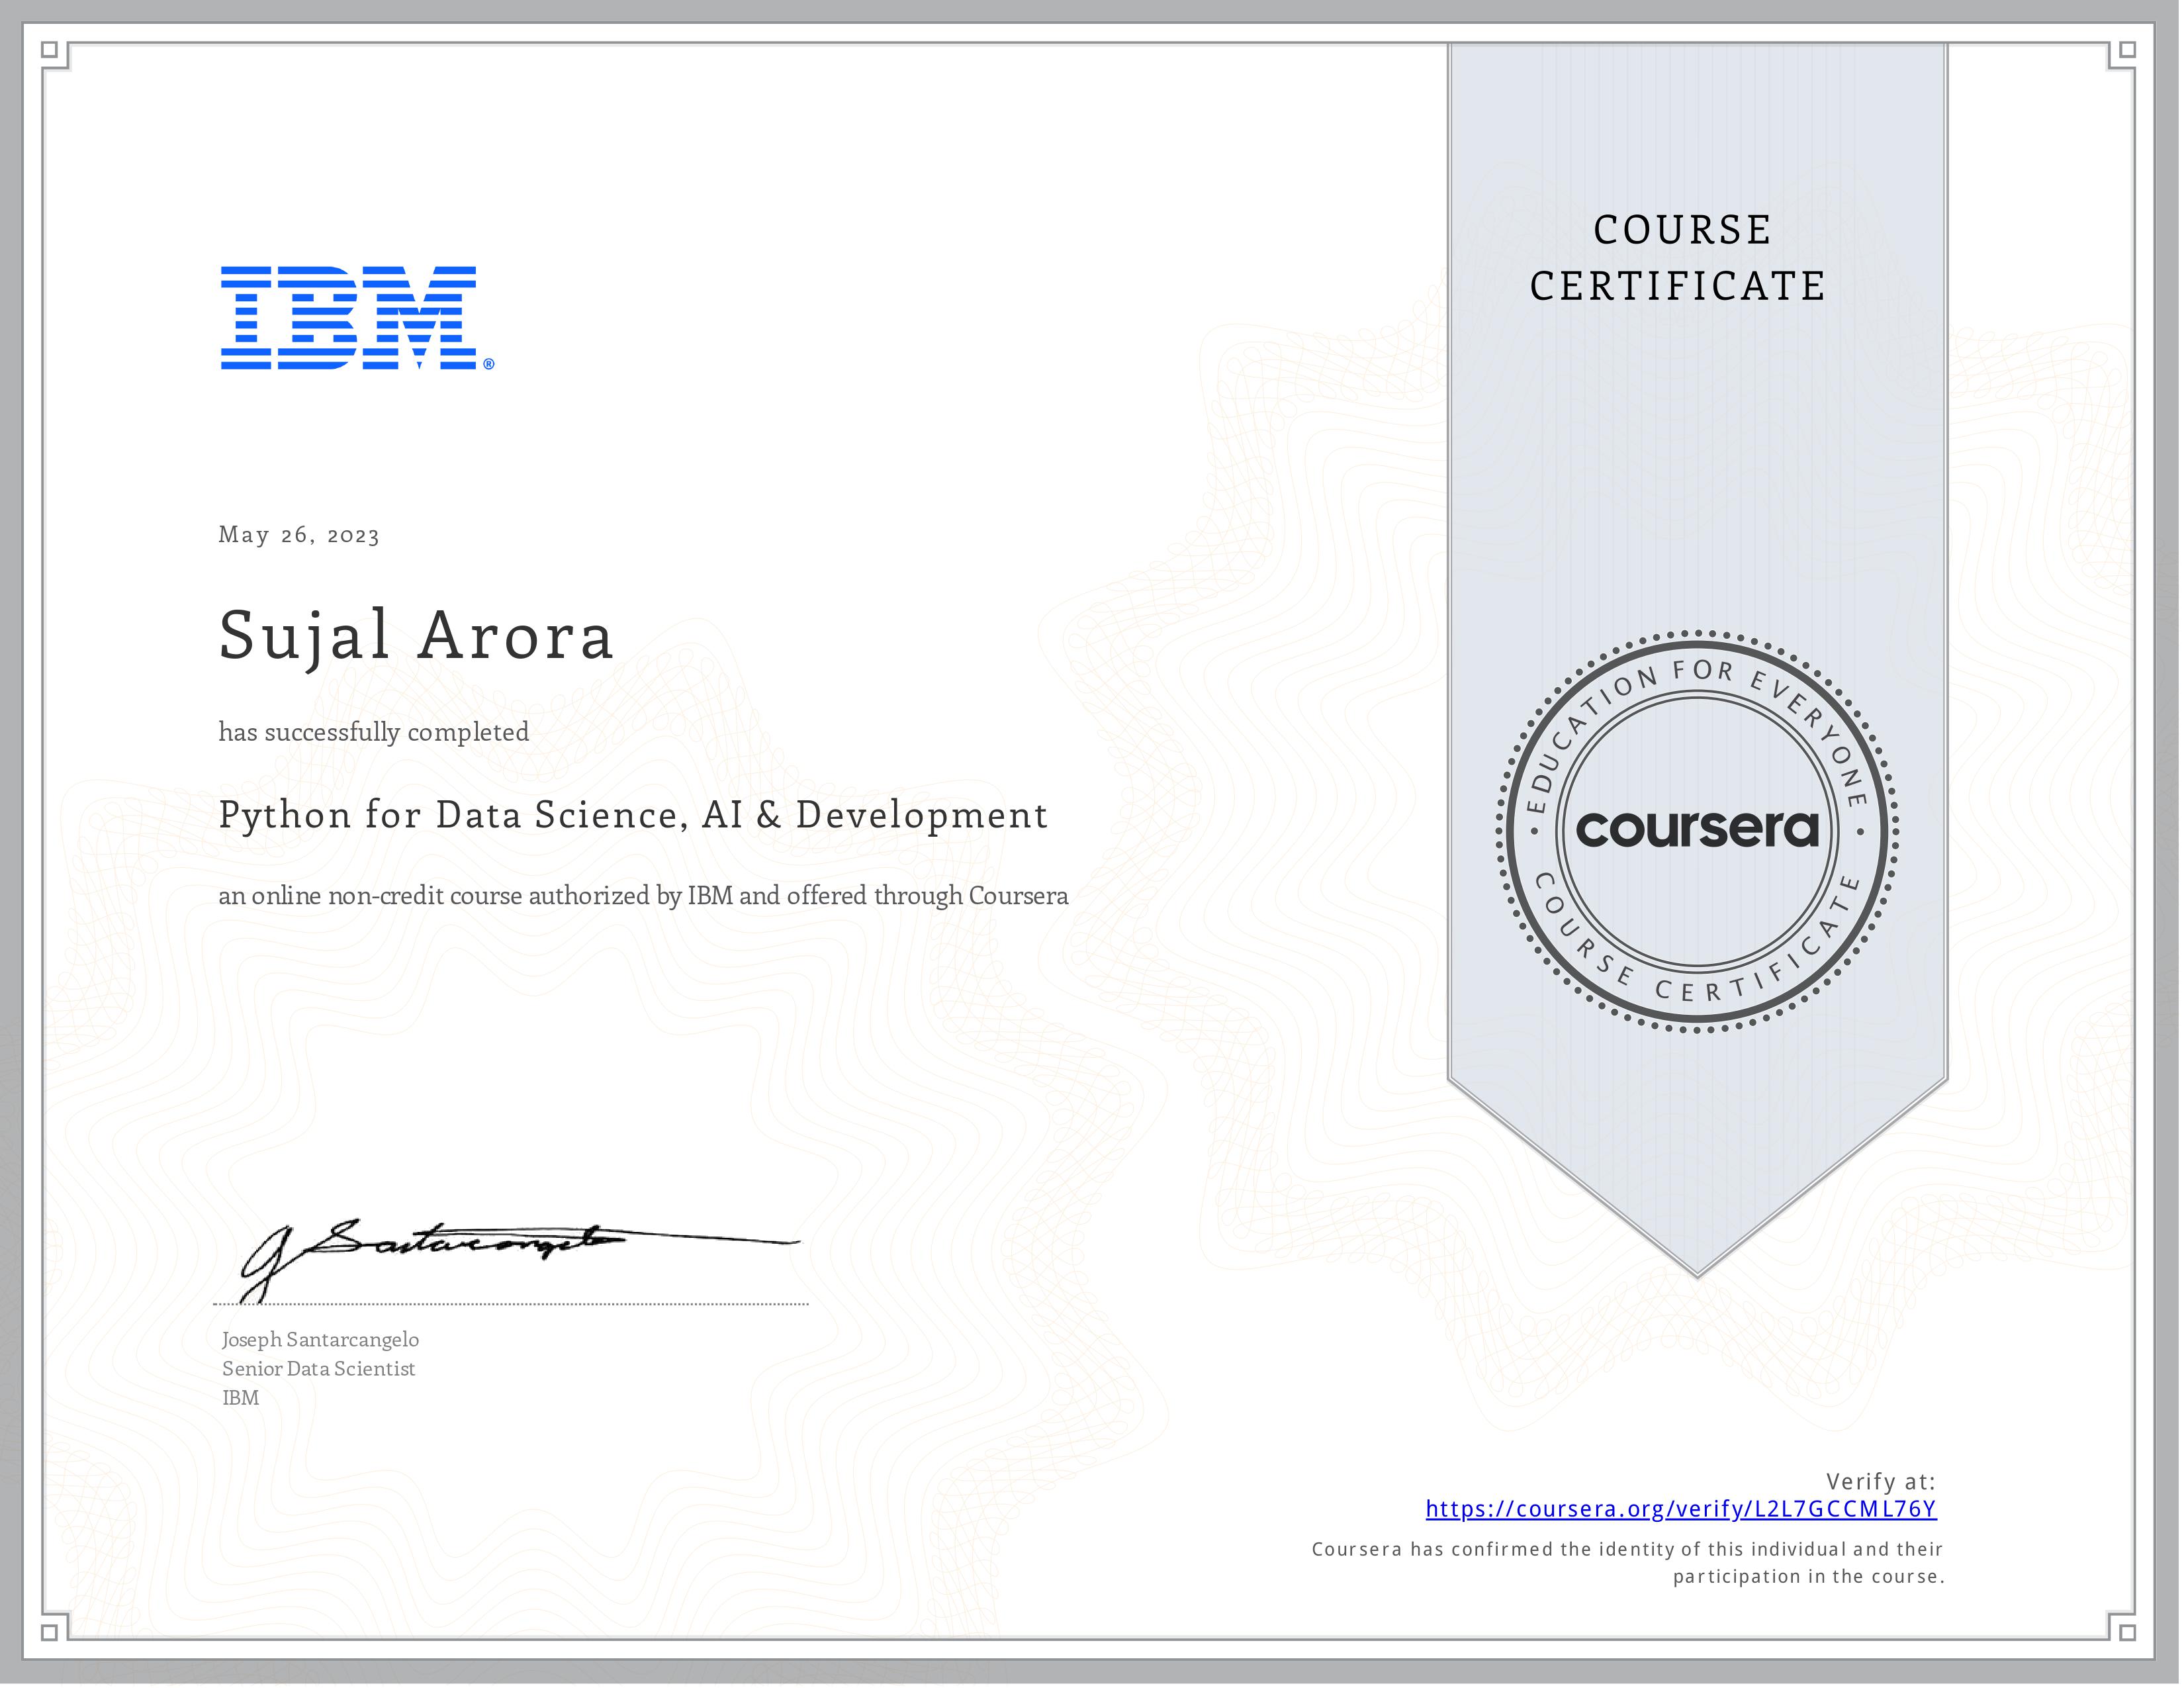 COURSE
CERTIFICATE
IBM®
May 26, 2023
Sujal Arora
has successfully completed
Python for Data Science, AI & Development
an online non-credit course authorized by IBM and offered through Coursera
EDUCATION FOR EVERYONE
coursera
COURSE CERTIFICATE
J Santarcangelo
Joseph Santarcangelo
Senior Data Scientist
IBM
Verify at:
https://coursera.org/verify/L2L7GCCML76Y
Coursera has confirmed the identity of this individual and their
participation in the course.